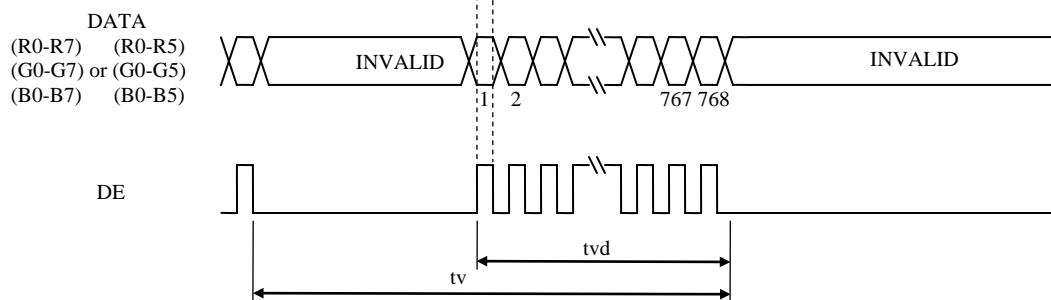 DATA
(R0-R7) (R0-R5)
(G0-G7) or (G0-G5)
(B0-B7) (B0-B5)
INVALID
INVALID
1 2 767 768
DE
tvd
tv